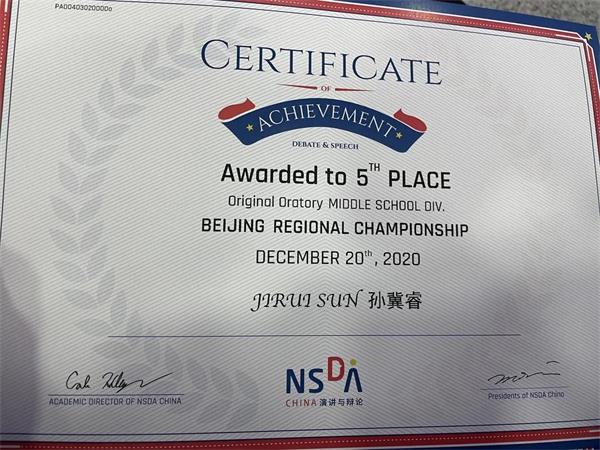 PA00403020000
CERTIFICATE
OF
ACHIEVEMENT
DEBATE & SPEECH
Awarded to 5TH PLACE
Original Oratory MIDDLE SCHOOL DIV.
BEIJING REGIONAL CHAMPIONSHIP
DECEMBER 20th, 2020
JIRUI SUN 孙冀睿
ACADEMIC DIRECTOR OF NSDA CHINA
NSDA
CHINA 演讲与辩论
Presidents of NSDA China